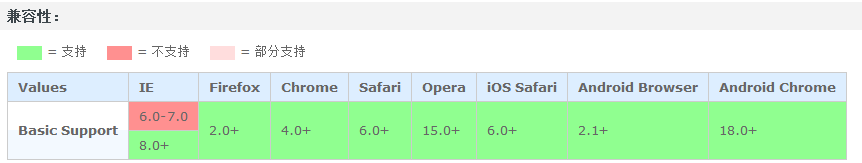 兼容性：
= 支持 = 不支持 = 部分支持
Values IE Firefox Chrome Safari Opera iOS Safari Android Browser Android Chrome
6.0-7.0
Basic Support 2.0+ 4.0+ 6.0+ 15.0+ 6.0+ 2.1+ 18.0+
8.0+